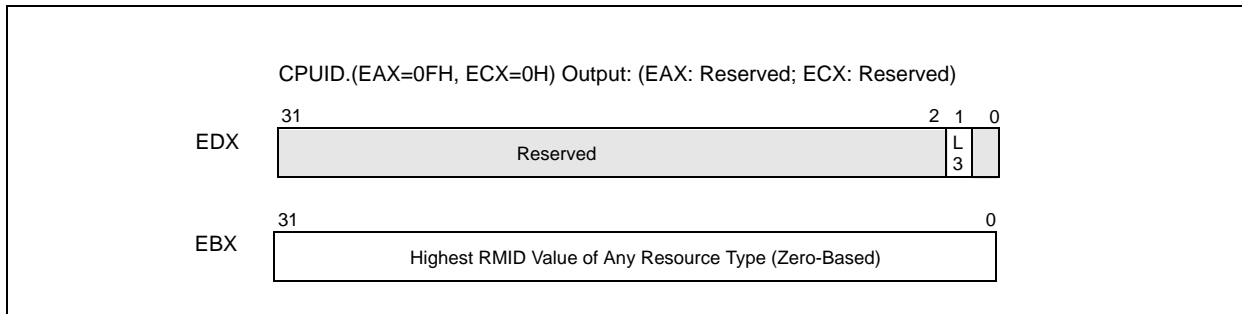 CPUID.(EAX=0FH, ECX=0H) Output: (EAX: Reserved; ECX: Reserved)
31 2 1 0
EDX Reserved L
3
31 0
EBX Highest RMID Value of Any Resource Type (Zero-Based)